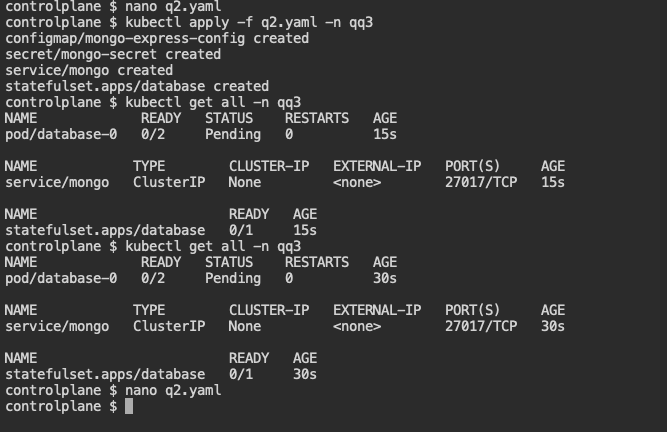 controlplane $ nano q2.yaml
controlplane $ kubectl apply -f q2.yaml -n qq3
configmap/mongo-express-config created
secret/mongo-secret created
service/mongo created
statefulset.apps/database created
controlplane $ kubectl get all -n qq3
NAME             READY   STATUS    RESTARTS   AGE
pod/database-0   0/2     Pending   0          15s

NAME            TYPE        CLUSTER-IP   EXTERNAL-IP   PORT(S)     AGE
service/mongo   ClusterIP   None         <none>        27017/TCP   15s

NAME                        READY   AGE
statefulset.apps/database   0/1     15s
controlplane $ kubectl get all -n qq3
NAME             READY   STATUS    RESTARTS   AGE
pod/database-0   0/2     Pending   0          30s

NAME            TYPE        CLUSTER-IP   EXTERNAL-IP   PORT(S)     AGE
service/mongo   ClusterIP   None         <none>        27017/TCP   30s

NAME                        READY   AGE
statefulset.apps/database   0/1     30s
controlplane $ nano q2.yaml
controlplane $